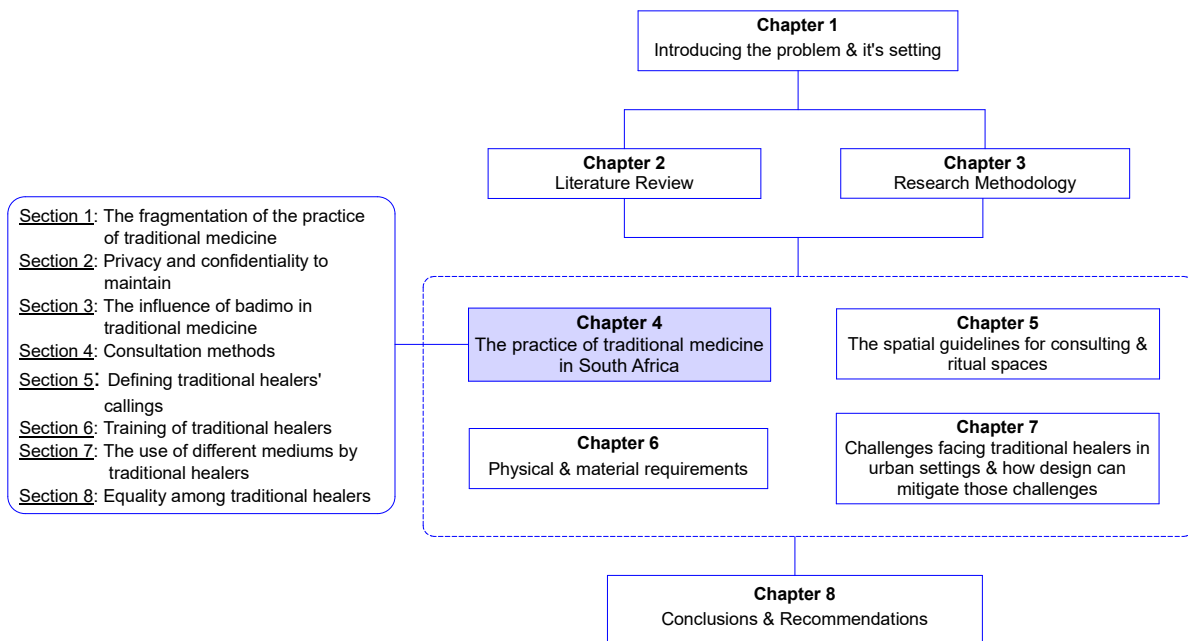 Chapter 1
Introducing the problem & it's setting
Chapter 2
Literature Review
Chapter 3
Research Methodology
Section 1: The fragmentation of the practice
of traditional medicine
Section 2: Privacy and confidentiality to
maintain
Section 3: The influence of badimo in
traditional medicine
Section 4: Consultation methods
Section 5: Defining traditional healers'
callings
Section 6: Training of traditional healers
Section 7: The use of different mediums by
traditional healers
Section 8: Equality among traditional healers
Chapter 4
The practice of traditional medicine
in South Africa
Chapter 5
The spatial guidelines for consulting &
ritual spaces
Chapter 6
Physical & material requirements
Chapter 7
Challenges facing traditional healers in
urban settings & how design can
mitigate those challenges
Chapter 8
Conclusions & Recommendations